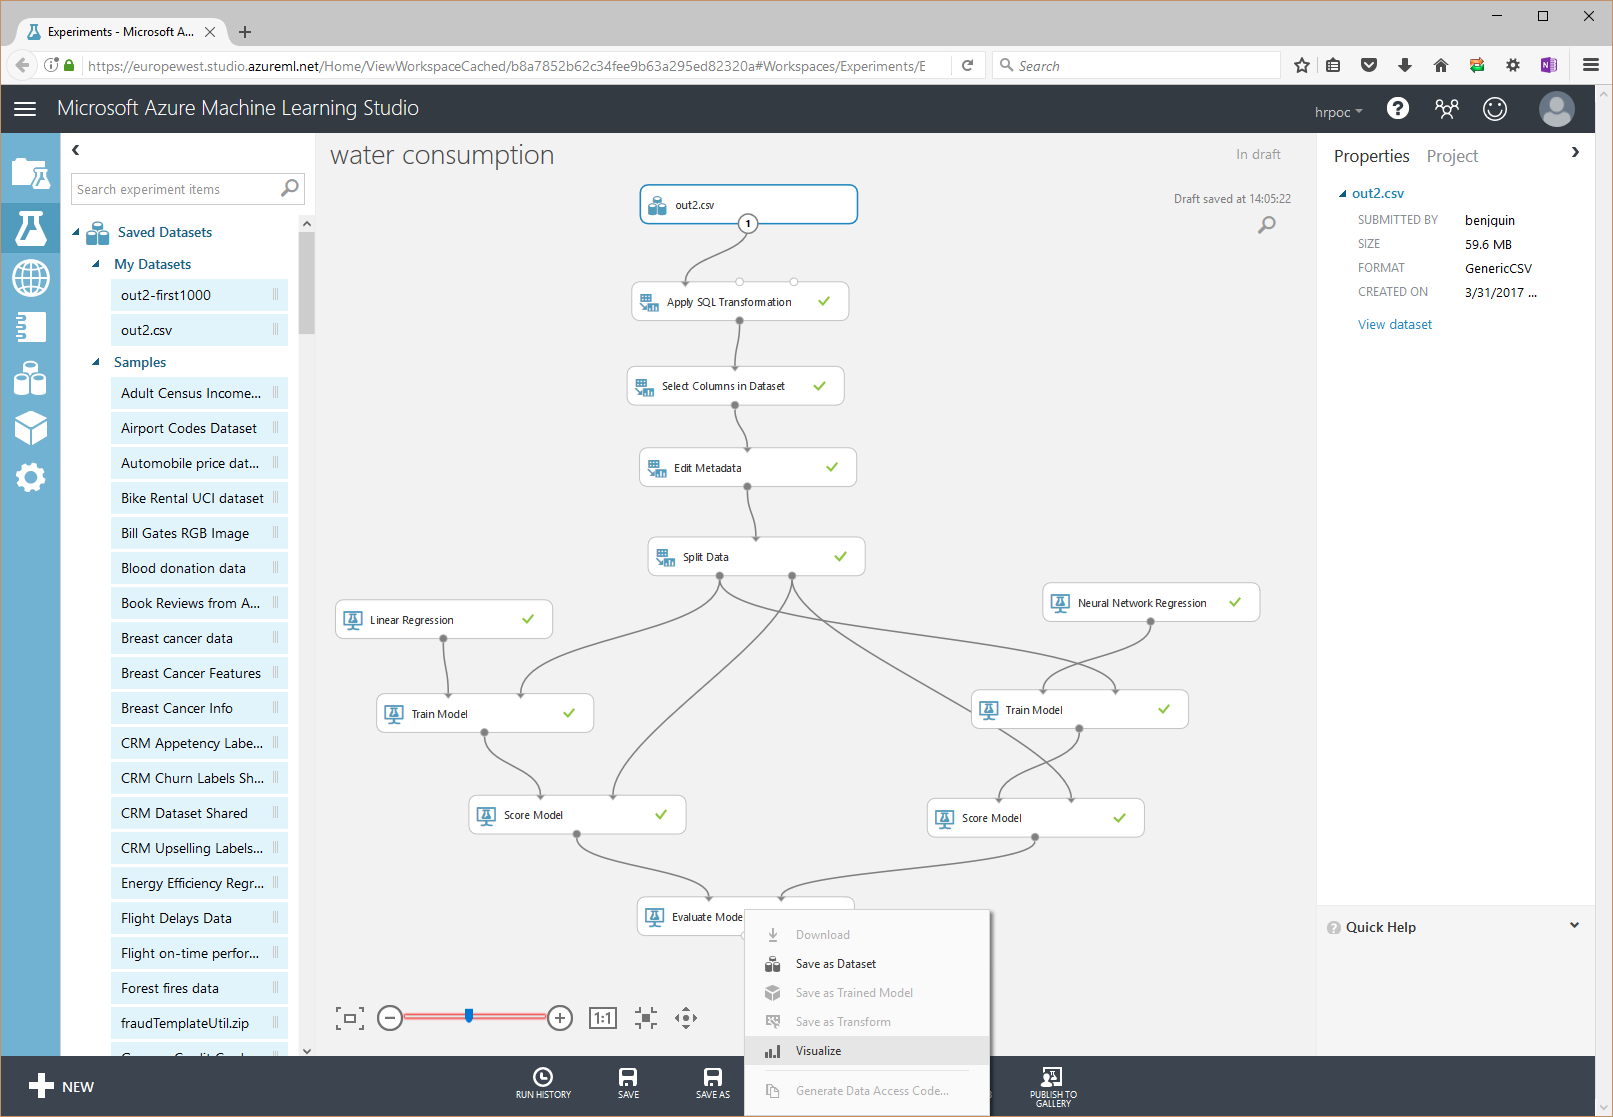 Experiments - Microsoft A...
https://europewest.studio.azureml.net/Home/ViewWorkspaceCached/b8a7852b62c34fee9b63a295ed82320a#Workspaces/Experiments/E
Search
Microsoft Azure Machine Learning Studio
hrpoc
Search experiment items
Saved Datasets
My Datasets
out2-first1000
out2.csv
Samples
Adult Census Income...
Airport Codes Dataset
Automobile price dat...
Bike Rental UCI dataset
Bill Gates RGB Image
Blood donation data
Book Reviews from A...
Breast cancer data
Breast Cancer Features
Breast Cancer Info
CRM Appetency Labe...
CRM Churn Labels Sh...
CRM Dataset Shared
CRM Upselling Labels...
Energy Efficiency Regr...
Flight Delays Data
Flight on-time perfor...
Forest fires data
fraudTemplateUtil.zip
water consumption
In draft
Draft saved at 14:05:22
out2.csv
1
Apply SQL Transformation
Select Columns in Dataset
Edit Metadata
Split Data
Linear Regression
Neural Network Regression
Train Model
Train Model
Score Model
Score Model
Evaluate Mode
Download
Save as Dataset
Save as Trained Model
Save as Transform
Visualize
Generate Data Access Code...
1:1
Properties
Project
out2.csv
SUBMITTED BY benjquin
SIZE 59.6 MB
FORMAT GenericCSV
CREATED ON 3/31/2017 ...
View dataset
Quick Help
NEW
RUN HISTORY
SAVE
SAVE AS
PUBLISH TO
GALLERY